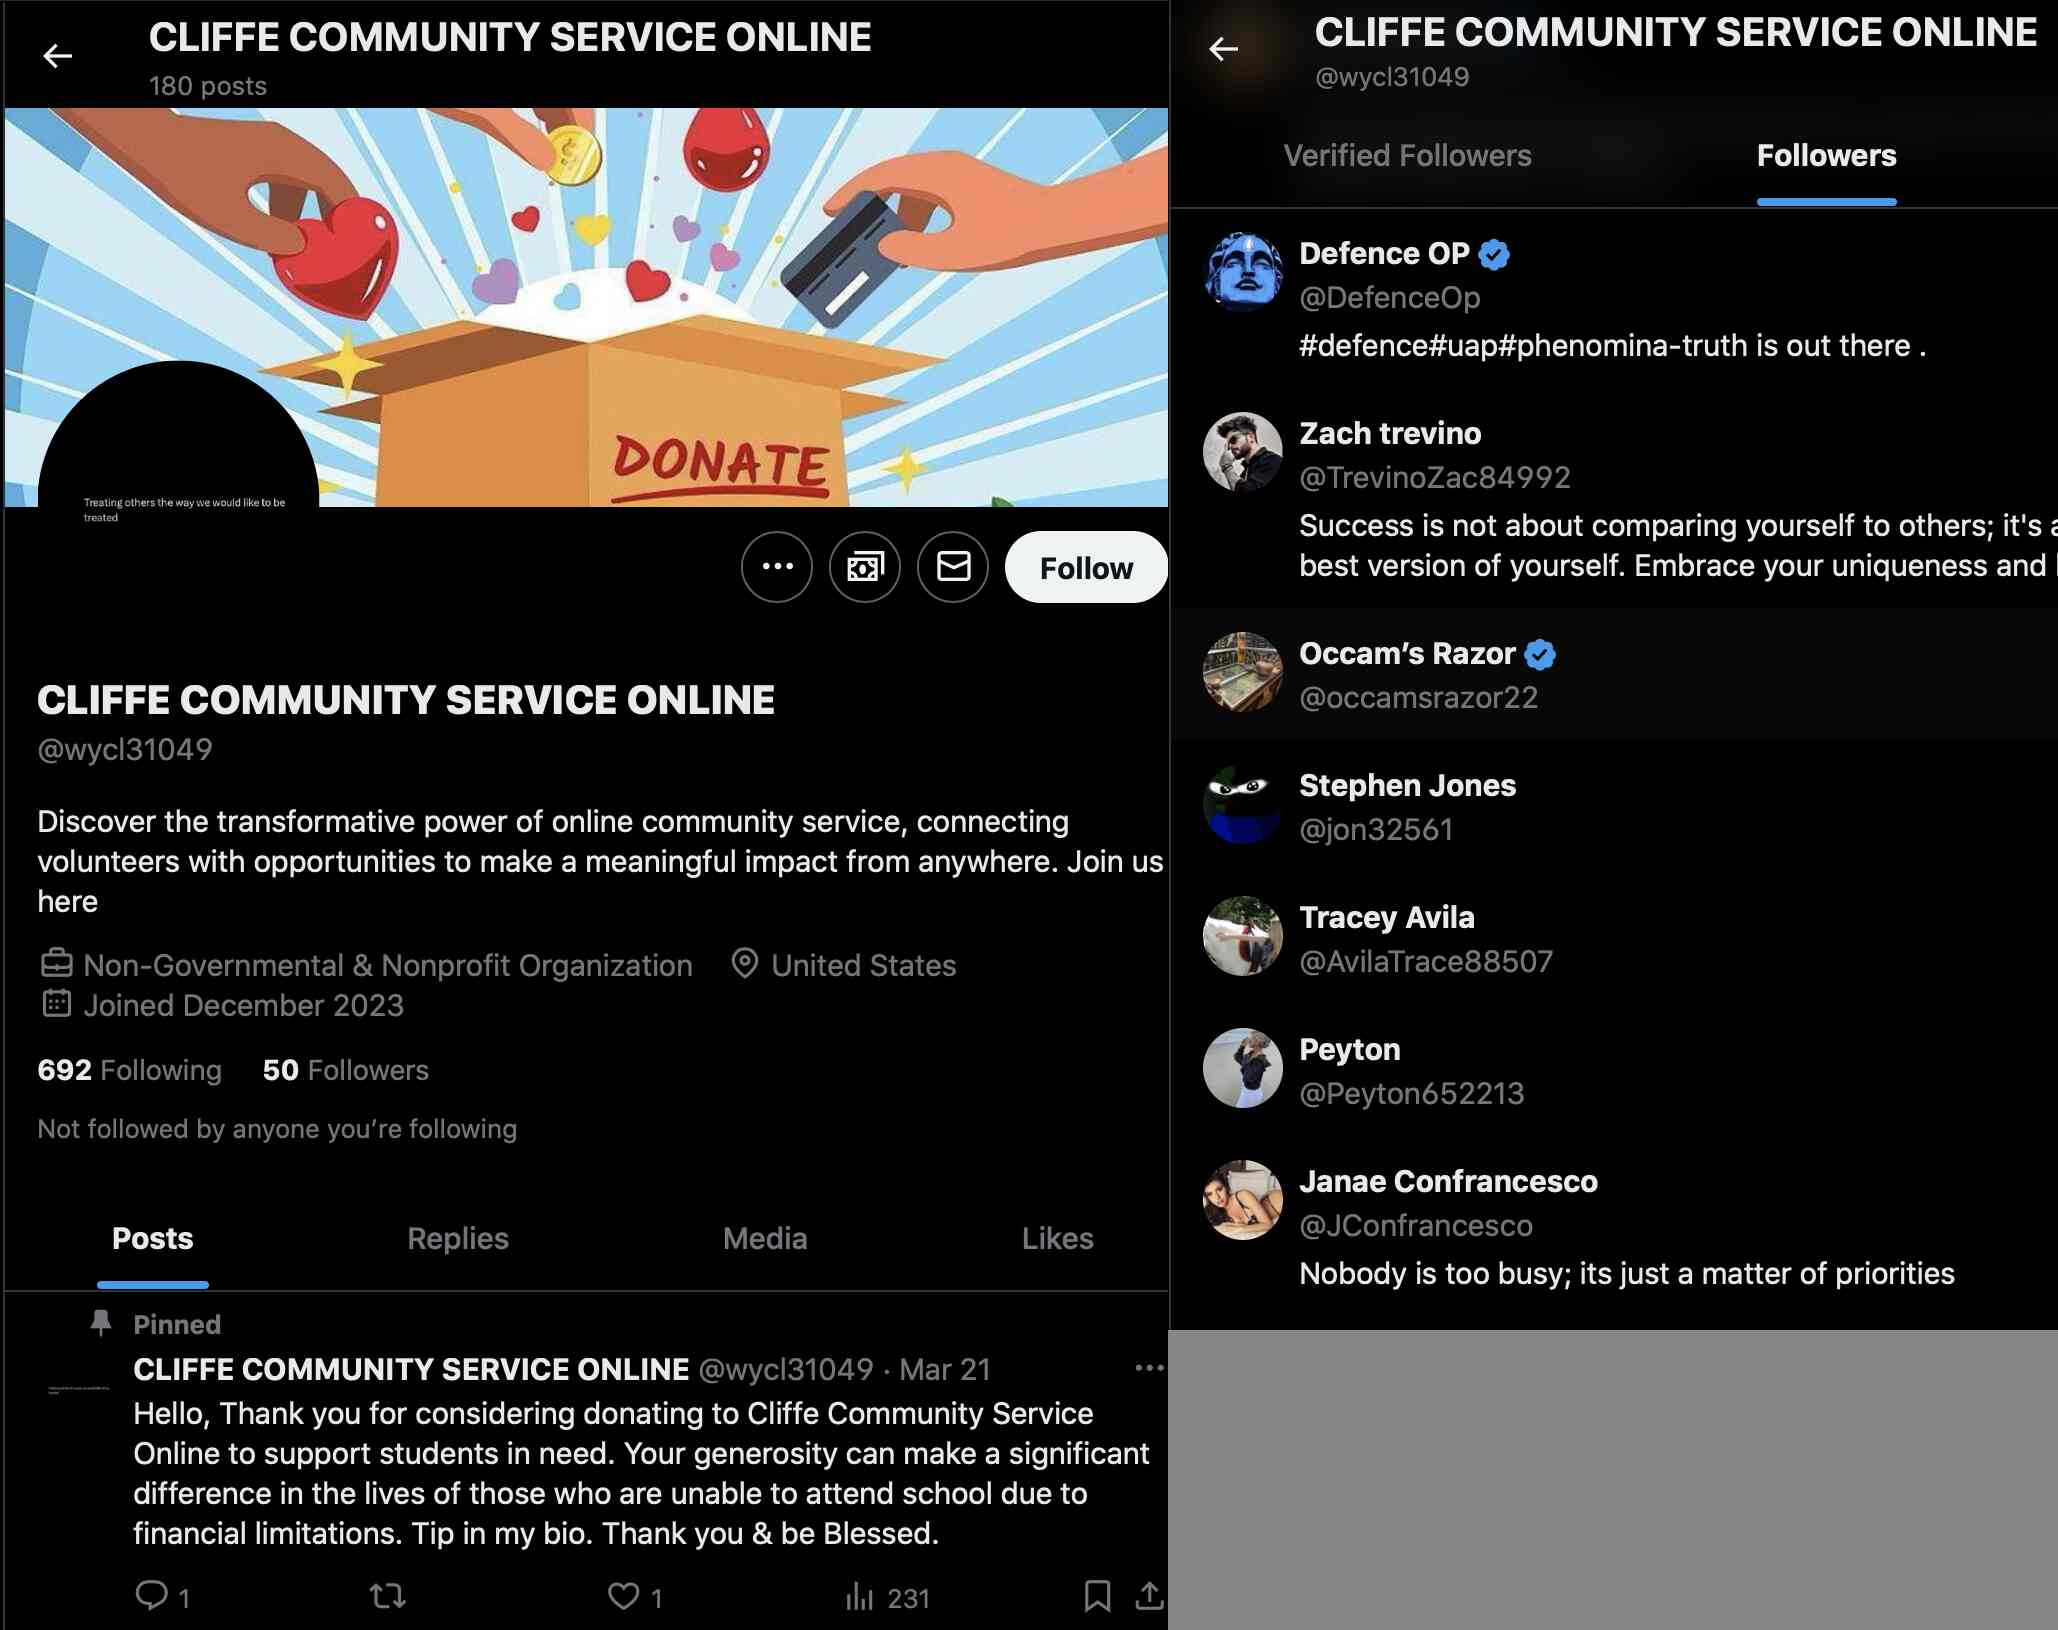 CLIFFE COMMUNITY SERVICE ONLINE
180 posts
DONATE
Treating others the way we would like to be
treated
Follow
CLIFFE COMMUNITY SERVICE ONLINE
@wycl31049
Discover the transformative power of online community service, connecting
volunteers with opportunities to make a meaningful impact from anywhere. Join us
here
Non-Governmental & Nonprofit Organization United States
Joined December 2023
692 Following 50 Followers
Not followed by anyone you’re following
Posts Replies Media Likes
Pinned
CLIFFE COMMUNITY SERVICE ONLINE @wycl31049 · Mar 21
Hello, Thank you for considering donating to Cliffe Community Service
Online to support students in need. Your generosity can make a significant
difference in the lives of those who are unable to attend school due to
financial limitations. Tip in my bio. Thank you & be Blessed.
1 1 231
CLIFFE COMMUNITY SERVICE ONLINE
@wycl31049
Verified Followers Followers
Defence OP
@DefenceOp
#defence#uap#phenomina-truth is out there .
Zach trevino
@TrevinoZac84992
Success is not about comparing yourself to others; it's
best version of yourself. Embrace your uniqueness and
Occam’s Razor
@occamsrazor22
Stephen Jones
@jon32561
Tracey Avila
@AvilaTrace88507
Peyton
@Peyton652213
Janae Confrancesco
@JConfrancesco
Nobody is too busy; its just a matter of priorities